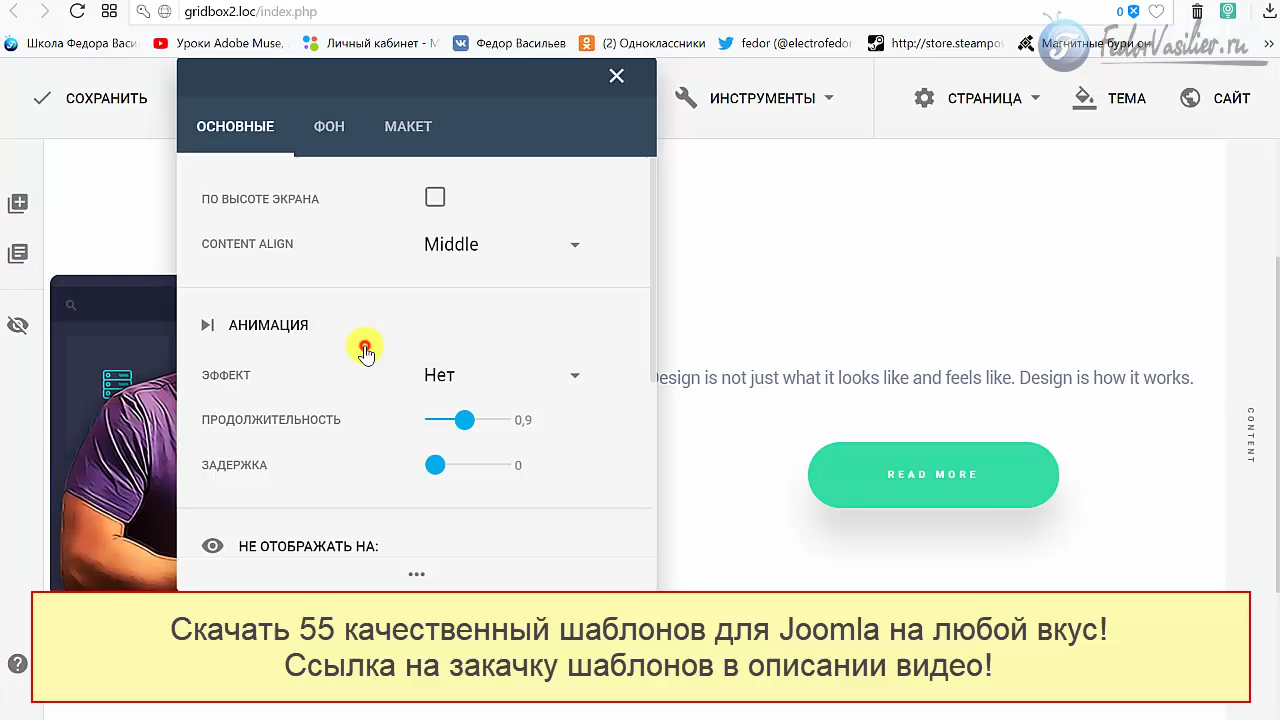 gridbox2.loc/index.php
0
Школа Федора Васи.
Уроки Adobe Muse,
Личный кабинет - М
Федор Васильев
(2) Одноклассники
fedor (@electrofedor
http://store.steampov
Магнитные бури он
FedorVasilier.ru
СОХРАНИТЬ
ИНСТРУМЕНТЫ
СТРАНИЦА
ТЕМА
САЙТ
ОСНОВНЫЕ
ФОН
МАКЕТ
ПО ВЫСОТЕ ЭКРАНА
CONTENT ALIGN
Middle
АНИМАЦИЯ
ЭФФЕКТ
Нет
ПРОДОЛЖИТЕЛЬНОСТЬ
0,9
ЗАДЕРЖКА
0
НЕ ОТОБРАЖАТЬ НА:
Design is not just what it looks like and feels like. Design is how it works.
READ MORE
CONTENT
Скачать 55 качественный шаблонов для Joomla на любой вкус!
Ссылка на закачку шаблонов в описании видео!